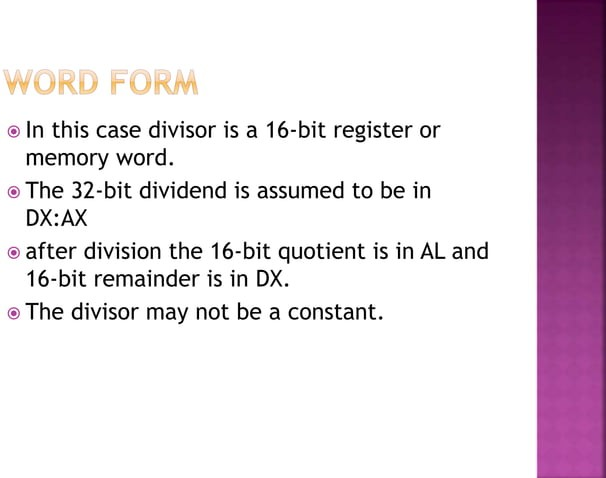 WORD FORM
In this case divisor is a 16-bit register or
memory word.
The 32-bit dividend is assumed to be in
DX:AX
after division the 16-bit quotient is in AL and
16-bit remainder is in DX.
The divisor may not be a constant.